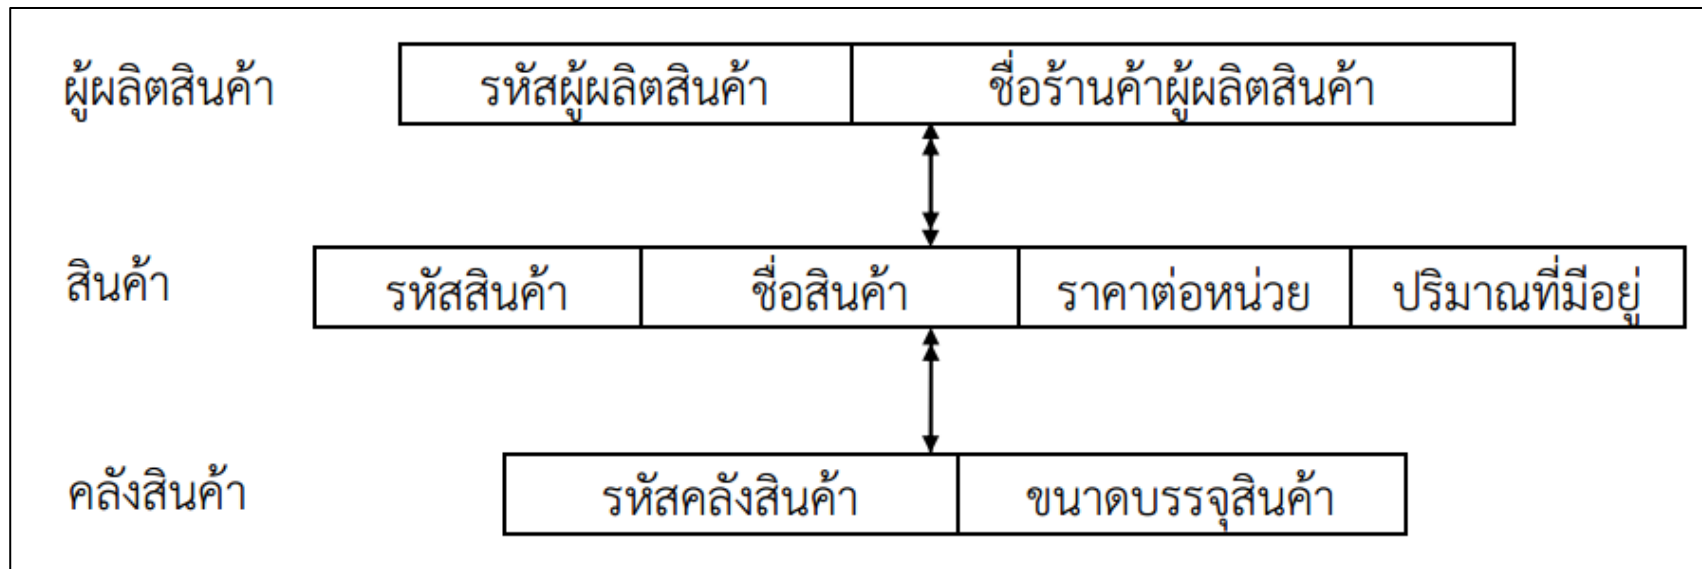 ผู้ผลิตสินค้า รหัสผู้ผลิตสินค้า ชื่อร้านค้าผู้ผลิตสินค้า
สินค้า รหัสสินค้า ชื่อสินค้า ราคาต่อหน่วย ปริมาณที่มีอยู่
คลังสินค้า รหัสคลังสินค้า ขนาดบรรจุสินค้า